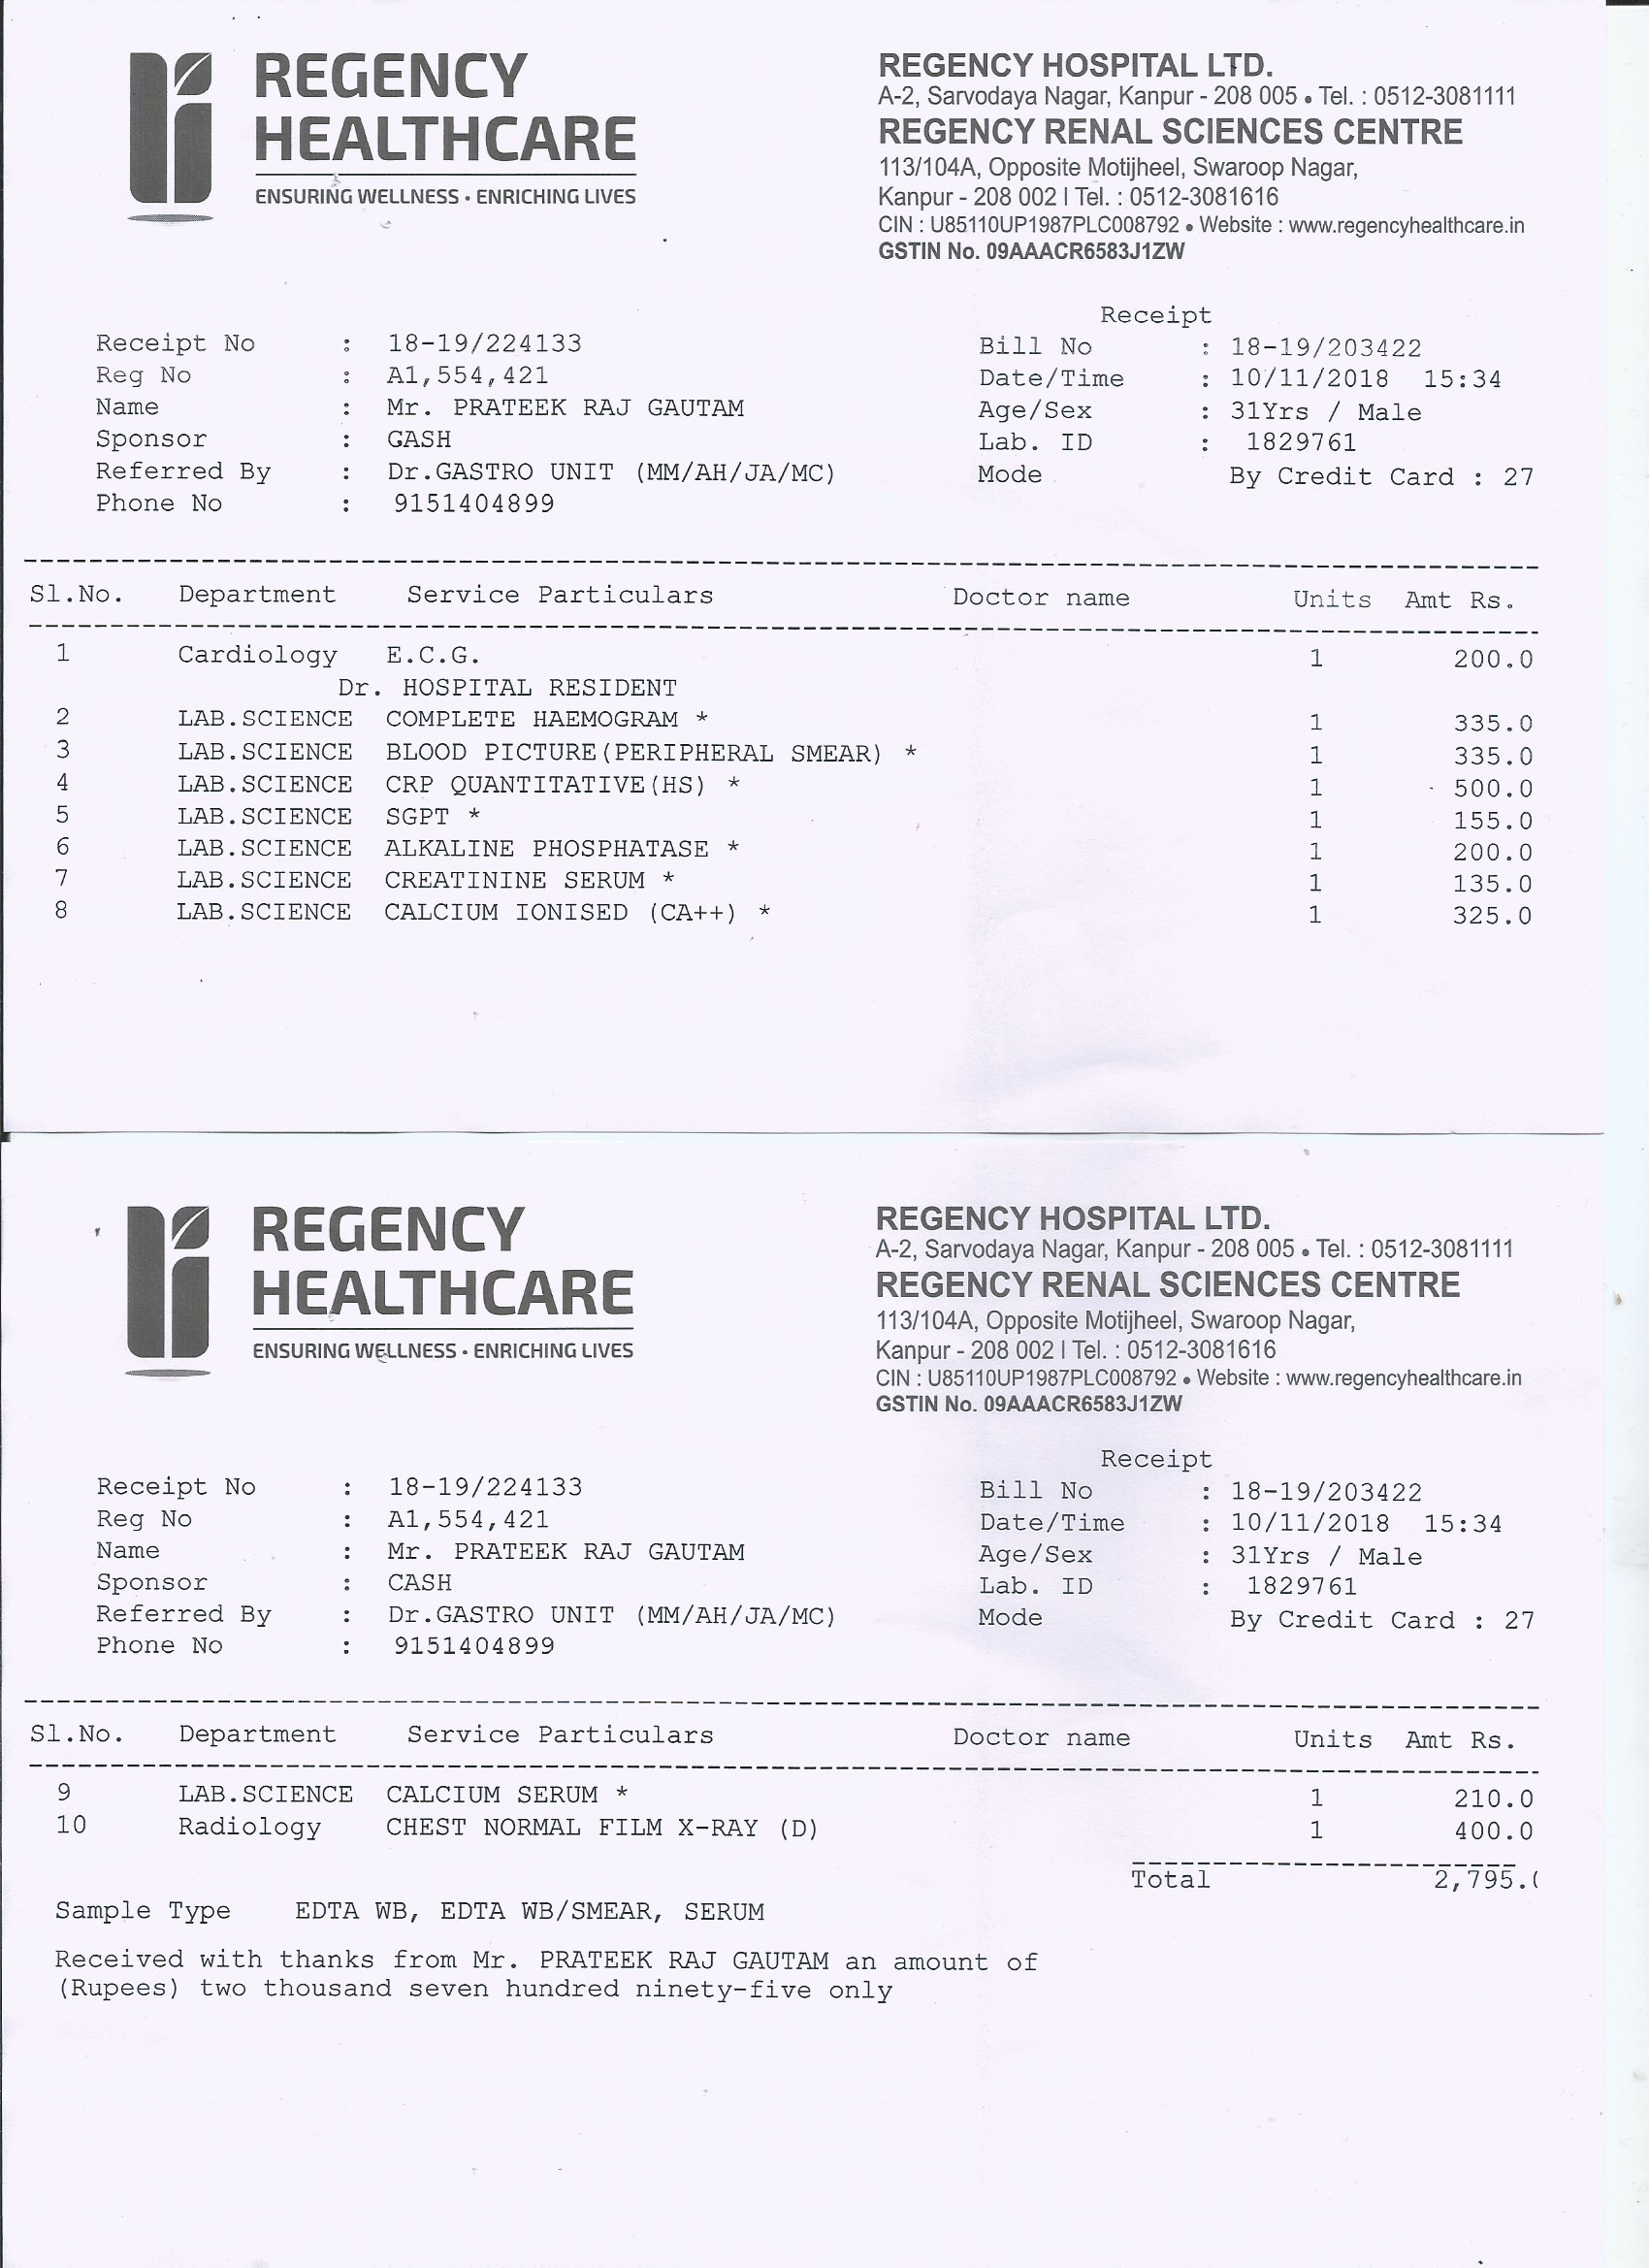 REGENCY
HEALTHCARE
ENSURING WELLNESS • ENRICHING LIVES
REGENCY HOSPITAL LTD.
A-2, Sarvodaya Nagar, Kanpur - 208 005 • Tel. : 0512-3081111
REGENCY RENAL SCIENCES CENTRE
113/104A, Opposite Motijheel, Swaroop Nagar,
Kanpur - 208 002 | Tel. : 0512-3081616
CIN : U85110UP1987PLC008792 • Website : www.regencyhealthcare.in
GSTIN No. 09AAACR6583J1ZW
Receipt
Receipt No : 18-19/224133 Bill No : 18-19/203422
Reg No : A1,554,421 Date/Time : 10/11/2018 15:34
Name : Mr. PRATEEK RAJ GAUTAM Age/Sex : 31Yrs / Male
Sponsor : CASH Lab. ID : 1829761
Referred By : Dr.GASTRO UNIT (MM/AH/JA/MC) Mode By Credit Card : 27
Phone No : 9151404899
Sl.No. Department Service Particulars Doctor name Units Amt Rs.
1 Cardiology E.C.G. 1 200.0
Dr. HOSPITAL RESIDENT
2 LAB.SCIENCE COMPLETE HAEMOGRAM * 1 335.0
3 LAB.SCIENCE BLOOD PICTURE(PERIPHERAL SMEAR) * 1 335.0
4 LAB.SCIENCE CRP QUANTITATIVE(HS) * 1 500.0
5 LAB.SCIENCE SGPT * 1 155.0
6 LAB.SCIENCE ALKALINE PHOSPHATASE * 1 200.0
7 LAB.SCIENCE CREATININE SERUM * 1 135.0
8 LAB.SCIENCE CALCIUM IONISED (CA++) * 1 325.0
REGENCY
HEALTHCARE
ENSURING WELLNESS • ENRICHING LIVES
REGENCY HOSPITAL LTD.
A-2, Sarvodaya Nagar, Kanpur - 208 005 • Tel. : 0512-3081111
REGENCY RENAL SCIENCES CENTRE
113/104A, Opposite Motijheel, Swaroop Nagar,
Kanpur - 208 002 | Tel. : 0512-3081616
CIN : U85110UP1987PLC008792 • Website : www.regencyhealthcare.in
GSTIN No. 09AAACR6583J1ZW
Receipt
Receipt No : 18-19/224133 Bill No : 18-19/203422
Reg No : A1,554,421 Date/Time : 10/11/2018 15:34
Name : Mr. PRATEEK RAJ GAUTAM Age/Sex : 31Yrs / Male
Sponsor : CASH Lab. ID : 1829761
Referred By : Dr.GASTRO UNIT (MM/AH/JA/MC) Mode By Credit Card : 27
Phone No : 9151404899
Sl.No. Department Service Particulars Doctor name Units Amt Rs.
9 LAB.SCIENCE CALCIUM SERUM * 1 210.0
10 Radiology CHEST NORMAL FILM X-RAY (D) 1 400.0
Total 2,795.
Sample Type EDTA WB, EDTA WB/SMEAR, SERUM
Received with thanks from Mr. PRATEEK RAJ GAUTAM an amount of
(Rupees) two thousand seven hundred ninety-five only